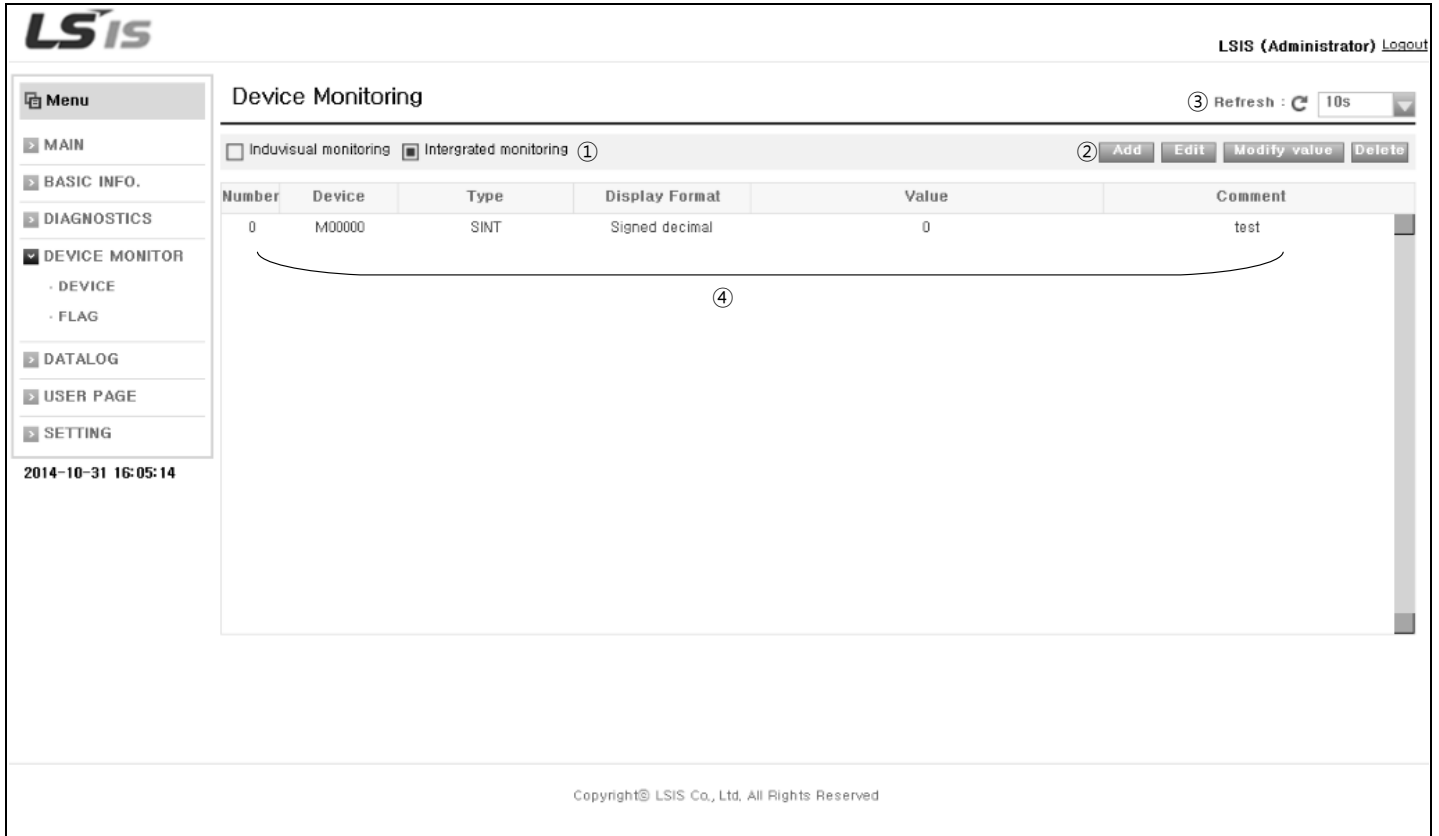 LSIS
LSIS (Administrator) Logout
Menu
MAIN
BASIC INFO.
DIAGNOSTICS
DEVICE MONITOR
· DEVICE
· FLAG
DATALOG
USER PAGE
SETTING
2014-10-31 16:05:14
Device Monitoring
③ Refresh : 10s
Induvisual monitoring Intergrated monitoring ①
② Add Edit Modify value Delete
Number Device Type Display Format Value Comment
0 M00000 SINT Signed decimal 0 test
④
Copyright© LSIS Co., Ltd, All Rights Reserved